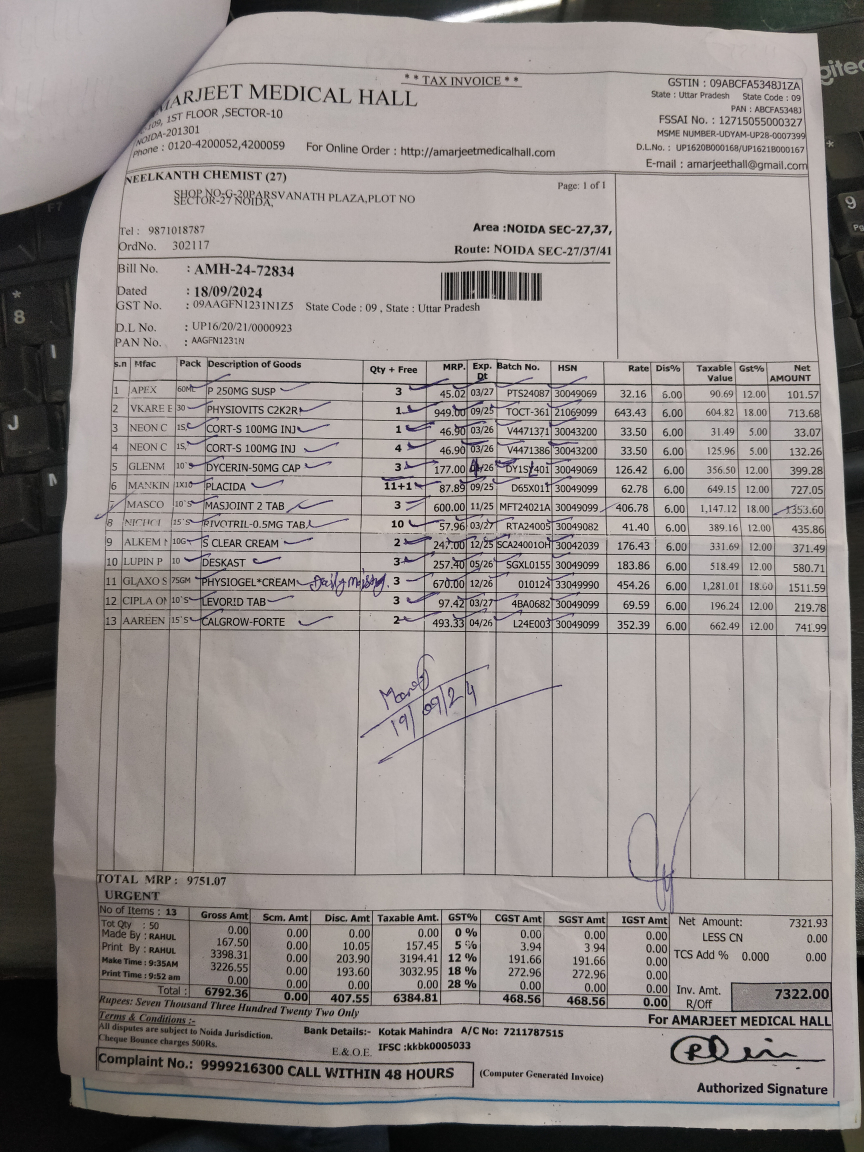 * * TAX INVOICE * *
AMARJEET MEDICAL HALL
109, 1ST FLOOR ,SECTOR-10
NOIDA-201301
Phone : 0120-4200052,4200059 For Online Order : http://amarjeetmedicalhall.com
GSTIN : 09ABCFA5348J1ZA
State : Uttar Pradesh State Code : 09
PAN : ABCFA5348J
FSSAI No. : 12715055000327
MSME NUMBER-UDYAM-UP28-0007399
D.L.No. : UP1620B000168/UP1621B000167
E-mail : amarjeethall@gmail.com
NEELKANTH CHEMIST (27)
Page: 1 of 1
SHOP NO-G-20PARSVANATH PLAZA,PLOT NO
SECTOR-27 NOIDA,
Tel : 9871018787 Area :NOIDA SEC-27,37,
OrdNo. 302117 Route: NOIDA SEC-27/37/41
Bill No. : AMH-24-72834
Dated : 18/09/2024
GST No. : 09AAGFN1231N1Z5 State Code : 09 , State : Uttar Pradesh
D.L No. : UP16/20/21/0000923
PAN No. : AAGFN1231N
s.n Mfac Pack Description of Goods Qty + Free MRP. Exp. Dt Batch No. HSN Rate Dis% Taxable Value Gst% Net AMOUNT
1 APEX 60ML P 250MG SUSP 3 45.02 03/27 PTS24087 30049069 32.16 6.00 90.69 12.00 101.57
2 VKARE E 30 PHYSIOVITS C2K2R 1 949.00 09/25 TOCT-361 21069099 643.43 6.00 604.82 18.00 713.68
3 NEON C 1S, CORT-S 100MG INJ 1 46.90 03/26 V4471371 30043200 33.50 6.00 31.49 5.00 33.07
4 NEON C 1S, CORT-S 100MG INJ 4 46.90 03/26 V4471386 30043200 33.50 6.00 125.96 5.00 132.26
5 GLENM 10`S DYCERIN-50MG CAP 3 177.00 /26 DY1SY401 30049069 126.42 6.00 356.50 12.00 399.28
6 MANKIN 1X10 PLACIDA 11+1 87.89 09/25 D65X011 30049099 62.78 6.00 649.15 12.00 727.05
7 MASCO 10`S MASJOINT 2 TAB 3 600.00 11/25 MFT24021A 30049099 406.78 6.00 1,147.12 18.00 1353.60
8 NICHOL 15`S PIVOTRIL-0.5MG TAB 10 57.96 03/27 RTA24005 30049082 41.40 6.00 389.16 12.00 435.86
9 ALKEM 10G S CLEAR CREAM 2 247.00 12/25 SCA24001OH 30042039 176.43 6.00 331.69 12.00 371.49
10 LUPIN P 10 DESKAST 3 257.40 05/26 SGXL0155 30049099 183.86 6.00 518.49 12.00 580.71
11 GLAXO S 75GM PHYSIOGEL*CREAM 3 670.00 12/26 010124 30049990 454.26 6.00 1,281.01 18.00 1511.59
12 CIPLA ON 10`S LEVORID TAB 3 97.42 03/27 4BA0682 30049099 69.59 6.00 196.24 12.00 219.78
13 AAREEN 15`S CALGROW-FORTE 2 493.33 04/26 L24E003 30049099 352.39 6.00 662.49 12.00 741.99
19/09/24
TOTAL MRP : 9751.07
URGENT
No of Items : 13 Gross Amt Scm. Amt Disc. Amt Taxable Amt. GST% CGST Amt SGST Amt IGST Amt Net Amount: 7321.93
Tot Qty : 50 0.00 0.00 0.00 0.00 0 % 0.00 0.00 0.00 LESS CN 0.00
Made By : RAHUL 167.50 0.00 10.05 157.45 5 % 3.94 3.94 0.00 TCS Add % 0.000 0.00
Print By : RAHUL 3398.31 0.00 203.90 3194.41 12 % 191.66 191.66 0.00
Make Time : 9:35AM 3226.55 0.00 193.60 3032.95 18 % 272.96 272.96 0.00
Print Time : 9:52 am 0.00 0.00 0.00 0.00 28 % 0.00 0.00 0.00 Inv. Amt. 7322.00
Total : 6792.36 0.00 407.55 6384.81 468.56 468.56 0.00 R/Off
Rupees: Seven Thousand Three Hundred Twenty Two Only
Terms & Conditions :- For AMARJEET MEDICAL HALL
All disputes are subject to Noida Jurisdiction. Bank Details:- Kotak Mahindra A/C No: 7211787515
Cheque Bounce charges 500Rs. E.& O.E. IFSC :kkbk0005033
Complaint No.: 9999216300 CALL WITHIN 48 HOURS (Computer Generated Invoice)
Authorized Signature